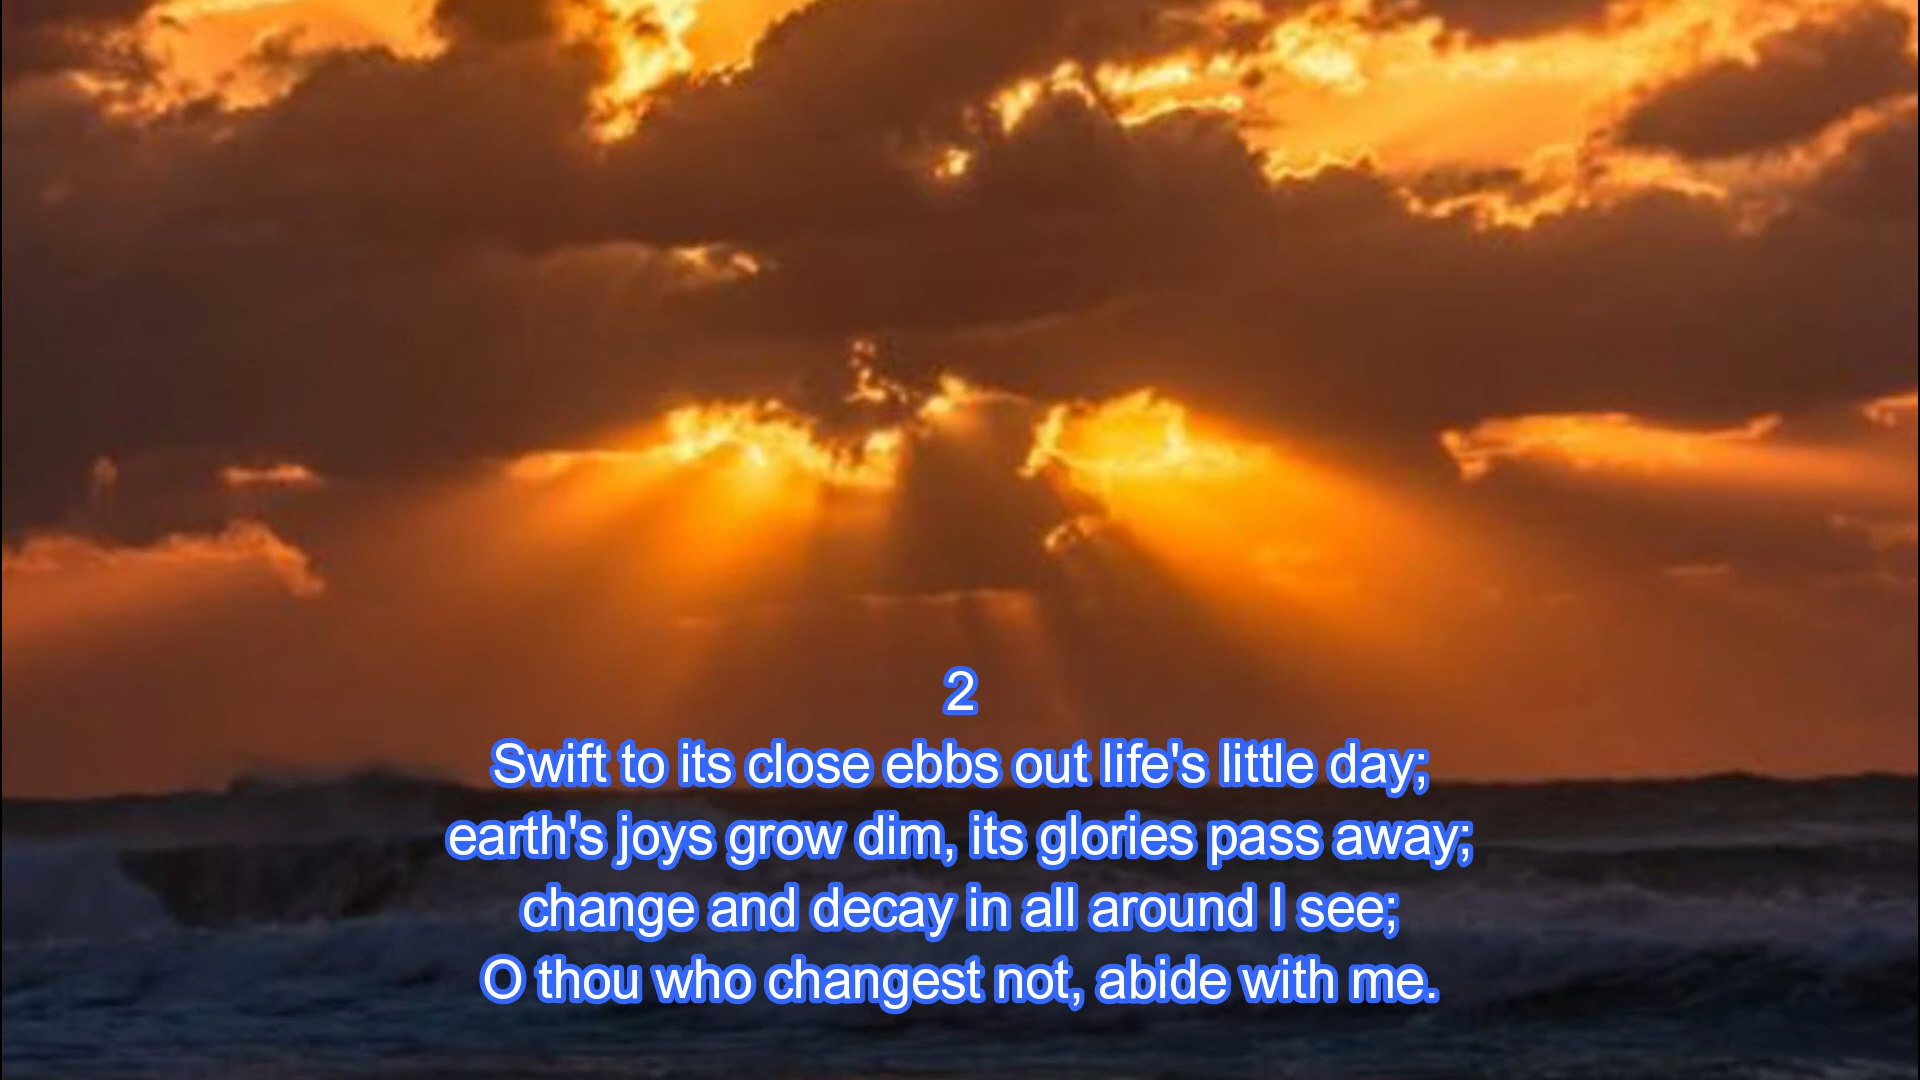 2
Swift to its close ebbs out life's little day;
earth's joys grow dim, its glories pass away;
change and decay in all around I see;
O thou who changest not, abide with me.